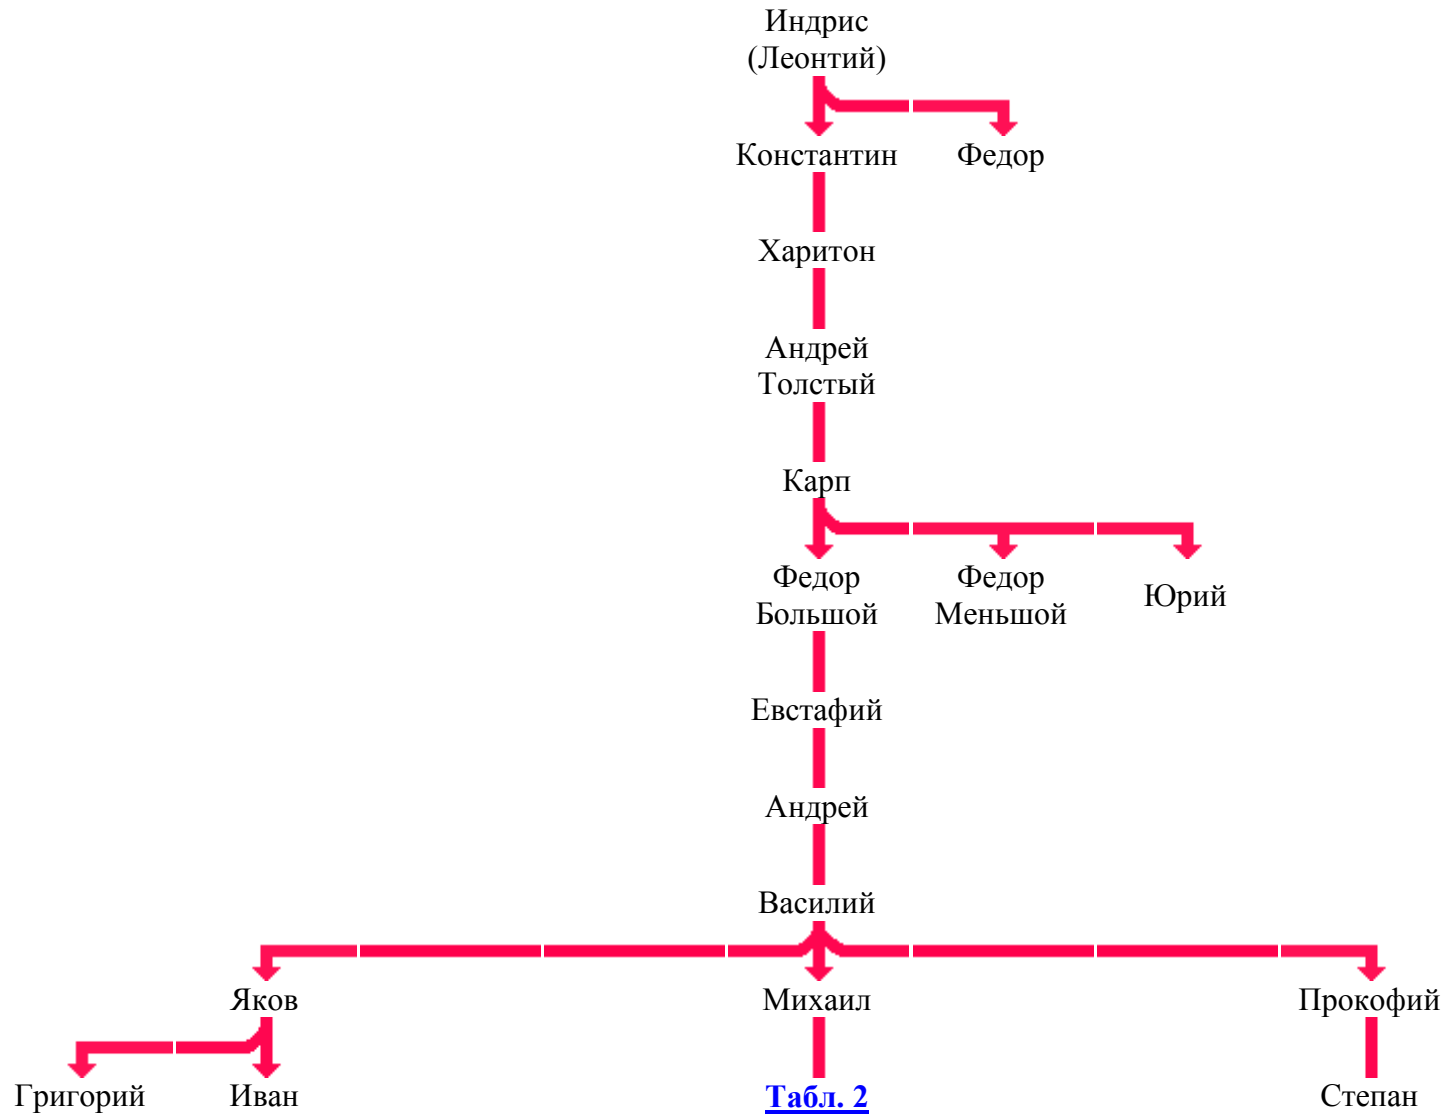 Индрис
(Леонтий)
Константин Федор
Харитон
Андрей
Толстый
Карп
Федор
Большой
Федор
Меньшой
Юрий
Евстафий
Андрей
Василий
Яков Михаил Прокофий
Григорий Иван Табл. 2 Степан